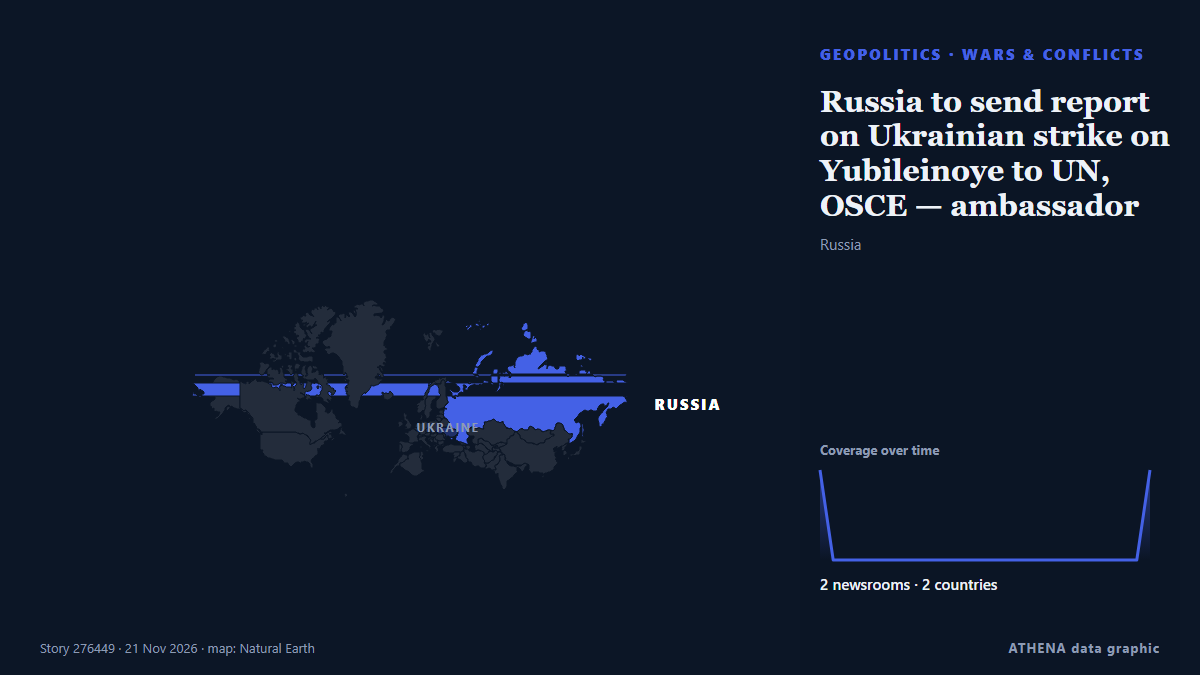 GEOPOLITICS · WARS & CONFLICTS
Russia to send report
on Ukrainian strike on
Yubileinoye to UN,
OSCE — ambassador
Russia
RUSSIA
UKRAINE
Coverage over time
2 newsrooms · 2 countries
Story 276449 · 21 Nov 2026 · map: Natural Earth
ATHENA data graphic